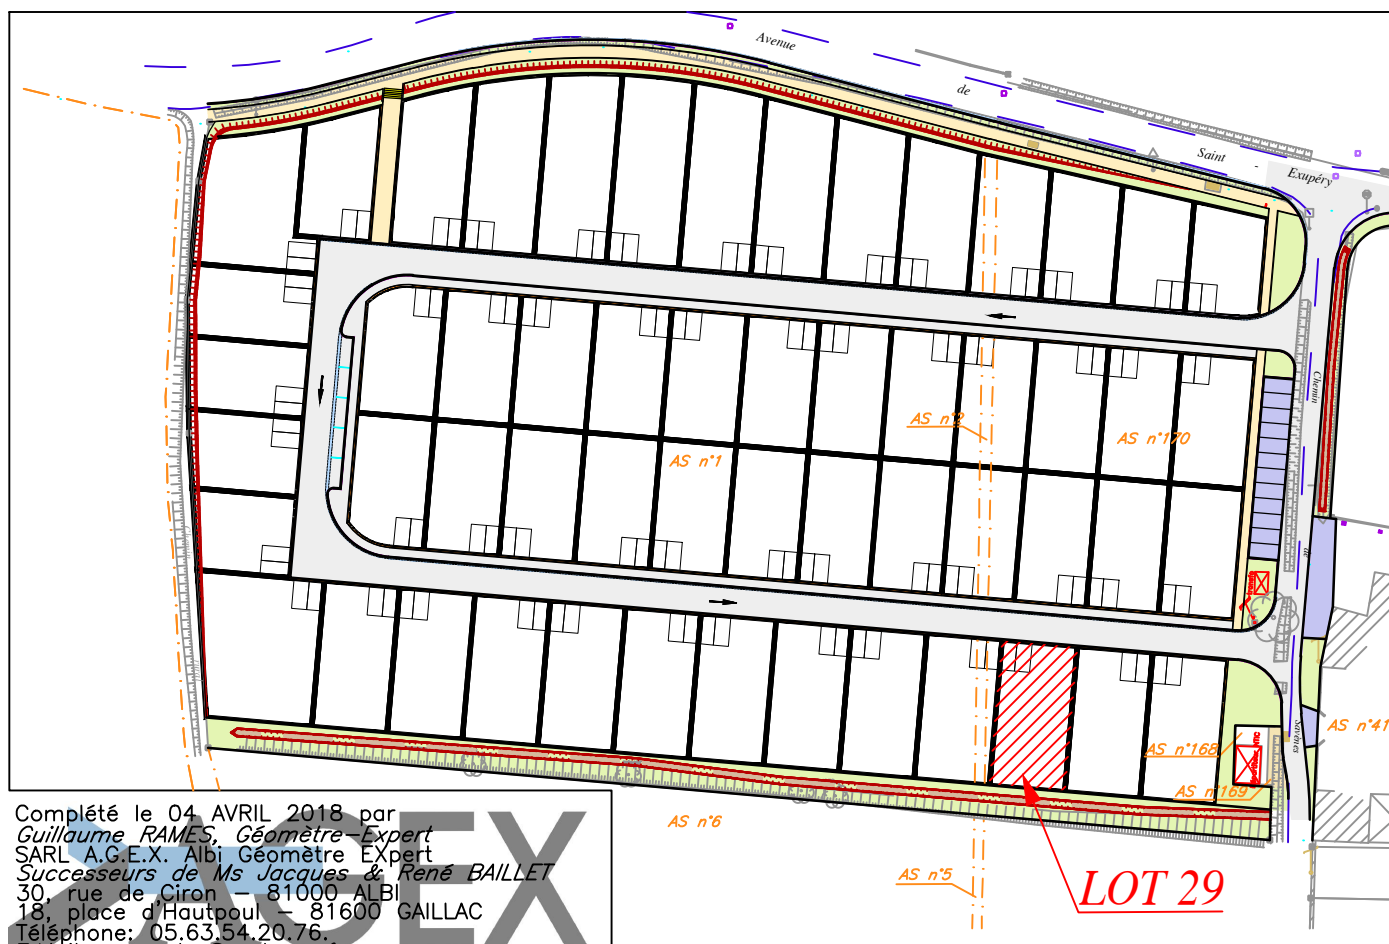 Avenue
de
Saint
Exupéry
Chemin
de
Savènes
AS n°2
AS n°170
AS n°1
AS n°41
AS n°168
AS n°169
AS n°6
AS n°5
LOT 29
Complété le 04 AVRIL 2018 par
Guillaume RAMES, Géomètre-Expert
SARL A.G.E.X. Albi Géomètre Expert
Successeurs de Ms Jacques & René BAILLET
30, rue de Ciron - 81000 ALBI
18, place d'Hautpoul - 81600 GAILLAC
Téléphone: 05.63.54.20.76.
AGEX